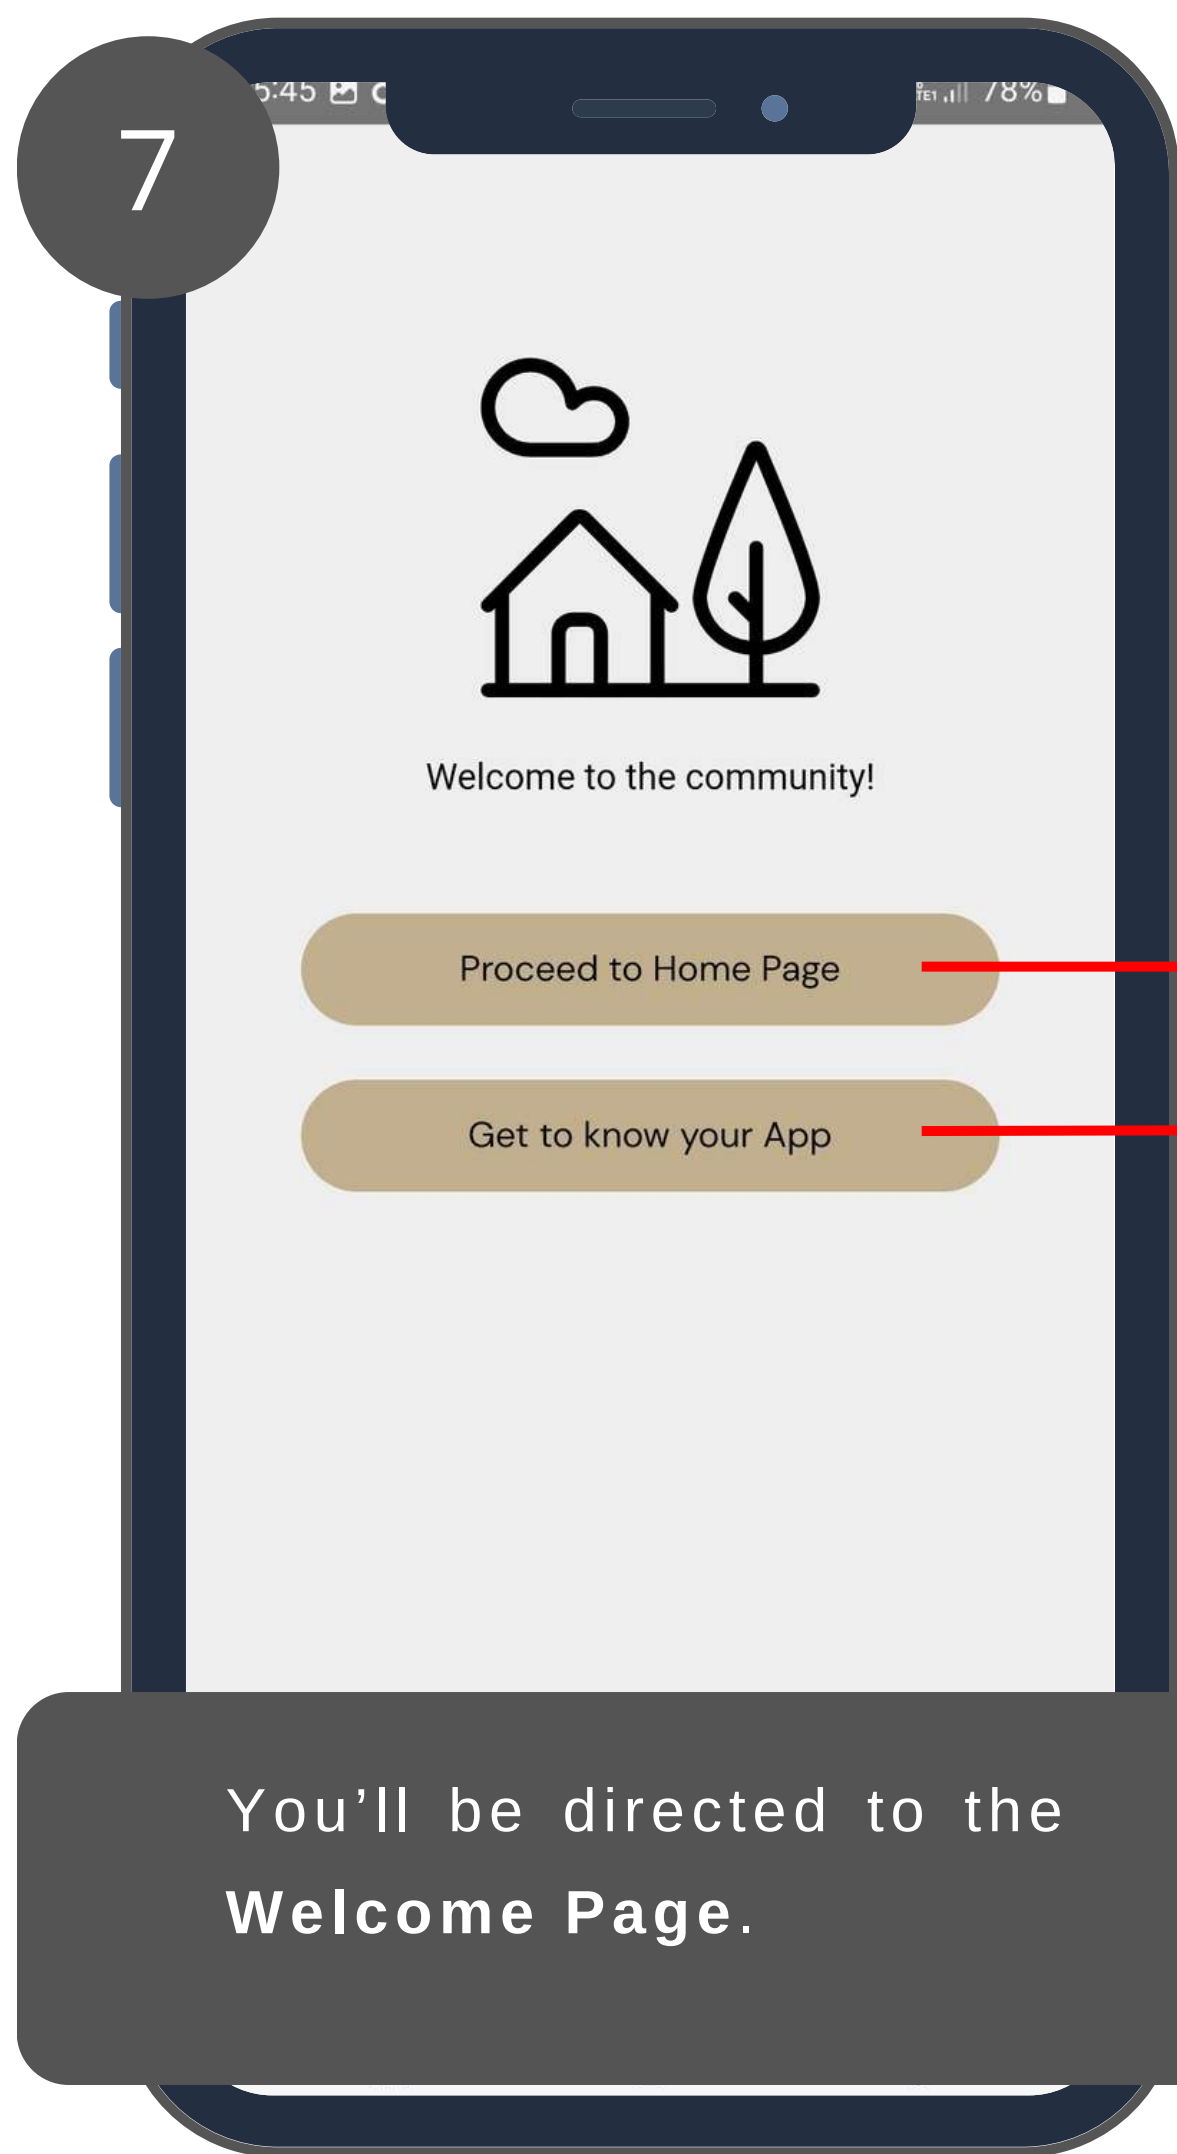 7
5:45
78%
Welcome to the community!
Proceed to Home Page
Get to know your App
You’ll be directed to the
Welcome Page.